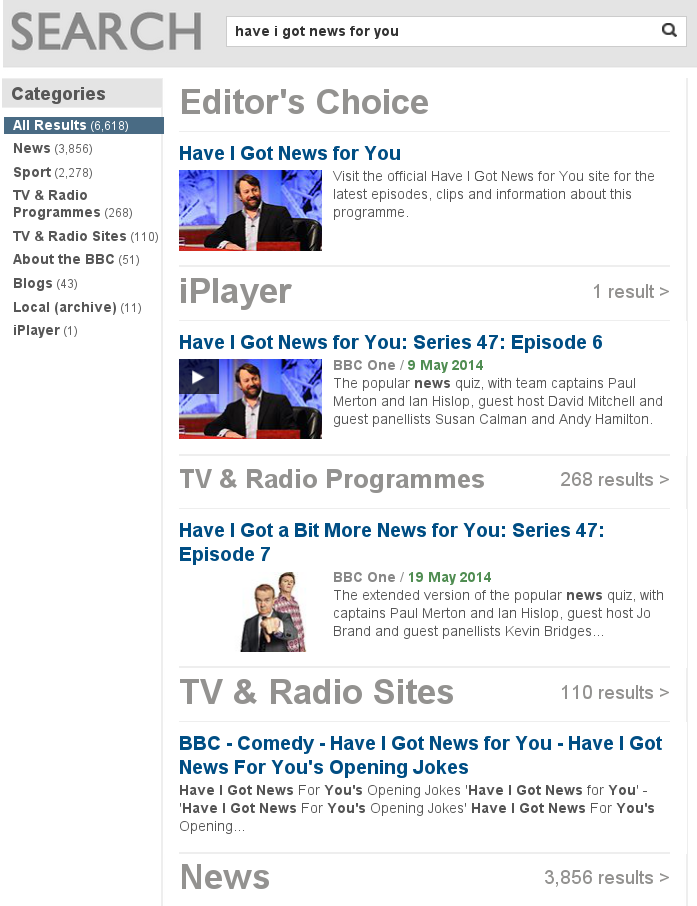 SEARCH
have i got news for you
Categories
All Results (6,618)
News (3,856)
Sport (2,278)
TV & Radio
Programmes (268)
TV & Radio Sites (110)
About the BBC (51)
Blogs (43)
Local (archive) (11)
iPlayer (1)
Editor's Choice
Have I Got News for You
Visit the official Have I Got News for You site for the
latest episodes, clips and information about this
programme.
iPlayer
1 result >
Have I Got News for You: Series 47: Episode 6
BBC One / 9 May 2014
The popular news quiz, with team captains Paul
Merton and Ian Hislop, guest host David Mitchell and
guest panellists Susan Calman and Andy Hamilton.
TV & Radio Programmes
268 results >
Have I Got a Bit More News for You: Series 47:
Episode 7
BBC One / 19 May 2014
The extended version of the popular news quiz, with
captains Paul Merton and Ian Hislop, guest host Jo
Brand and guest panellists Kevin Bridges...
TV & Radio Sites
110 results >
BBC - Comedy - Have I Got News for You - Have I Got
News For You's Opening Jokes
Have I Got News For You's Opening Jokes 'Have I Got News for You' -
'Have I Got News For You's Opening Jokes' Have I Got News For You's
Opening...
News
3,856 results >